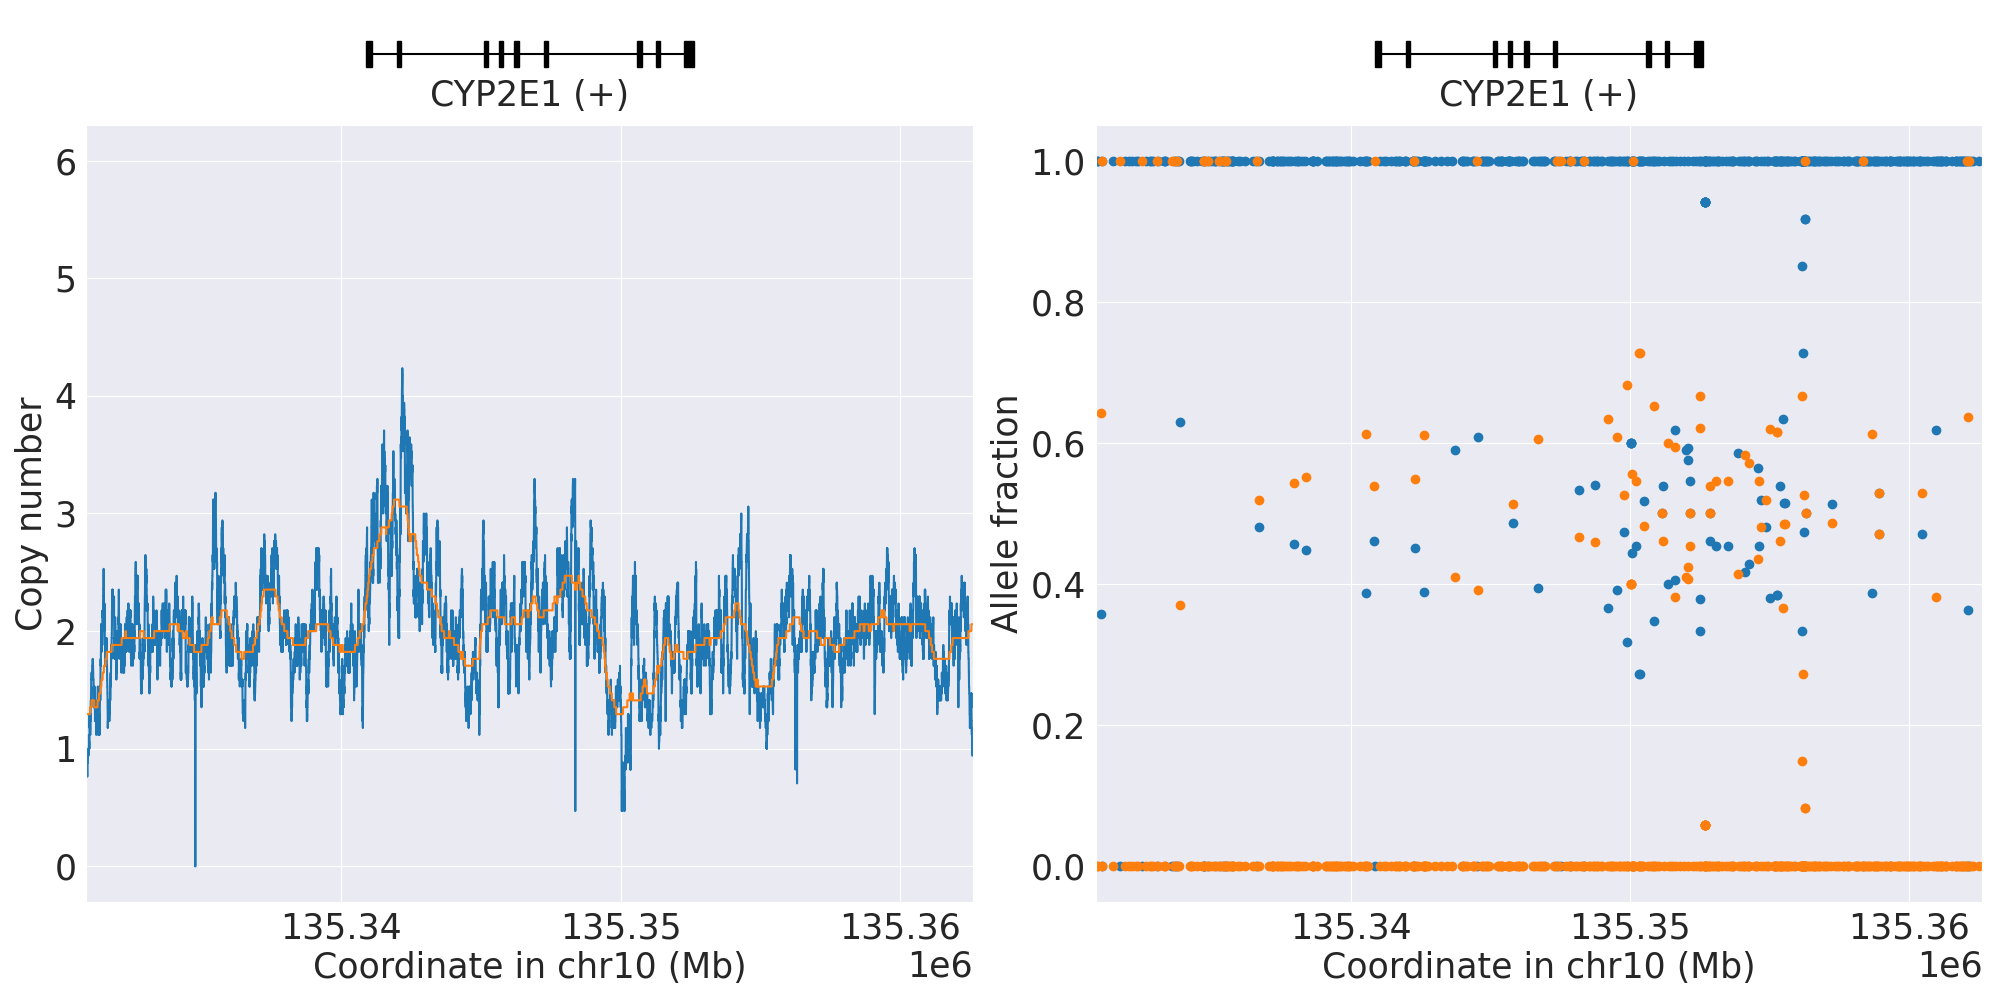 CYP2E1 (+)
6
5
4
3
2
1
0
Copy number
135.34
135.35
135.36
Coordinate in chr10 (Mb)
1e6
CYP2E1 (+)
1.0
0.8
0.6
0.4
0.2
0.0
Allele fraction
135.34
135.35
135.36
Coordinate in chr10 (Mb)
1e6